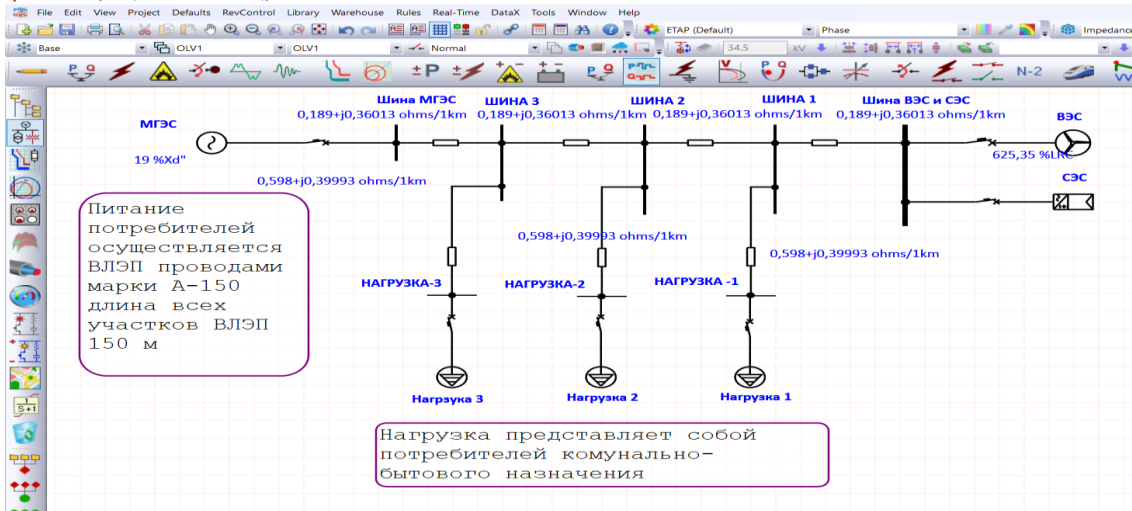 File Edit View Project Defaults RevControl Library Warehouse Rules Real-Time DataX Tools Window Help
ETAP (Default) Phase Impedance
Base OLV1 OLV1 Normal 34,5 kV
+P N-2
S+1
Шина МГЭС ШИНА 3 ШИНА 2 ШИНА 1 Шина ВЭС и СЭС
0,189+j0,36013 ohms/1km 0,189+j0,36013 ohms/1km 0,189+j0,36013 ohms/1km 0,189+j0,36013 ohms/1km
МГЭС
ВЭС
19 %Xd"
625,35 %LRC
СЭС
0,598+j0,39993 ohms/1km
0,598+j0,39993 ohms/1km
0,598+j0,39993 ohms/1km
Питание
потребителей
осуществляется
ВЛЭП проводами
марки А-150
длина всех
участков ВЛЭП
150 м
НАГРУЗКА-3 НАГРУЗКА-2 НАГРУЗКА -1
Нагрзука 3 Нагрузка 2 Нагрузка 1
Нагрузка представляет собой
потребителей комунально-
бытового назначения